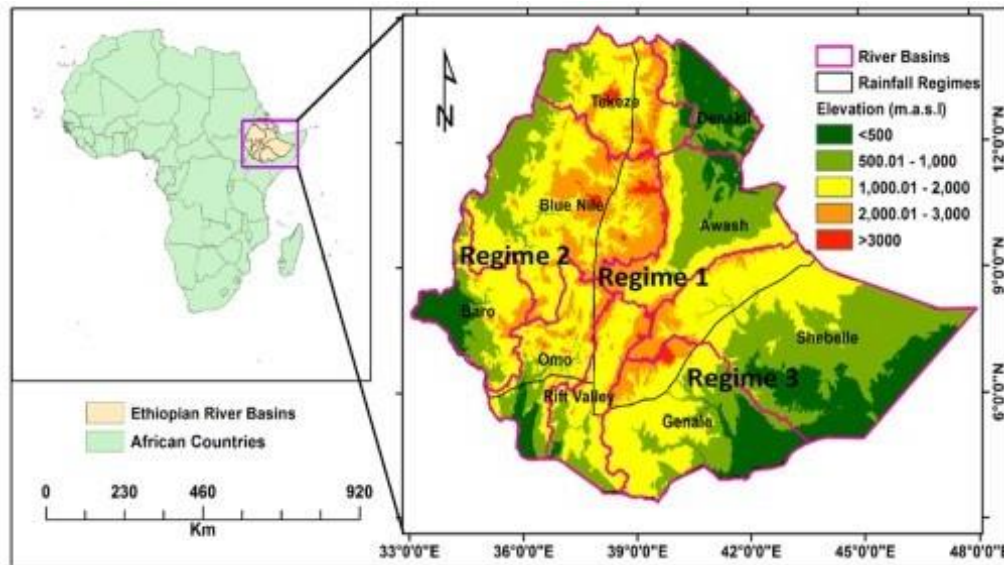 River Basins
Rainfall Regimes
Elevation (m.a.s.l)
<500
500.01 - 1,000
1,000.01 - 2,000
2,000.01 - 3,000
>3000
N
Tekeze
Denakil
Blue Nile
Awash
Regime 2
Regime 1
Baro
Shebelle
Omo
Regime 3
Rift Valley
Genale
12°0'0"N
9°0'0"N
6°0'0"N
33°0'0"E 36°0'0"E 39°0'0"E 42°0'0"E 45°0'0"E 48°0'0"E
Ethiopian River Basins
African Countries
0 230 460 920
Km